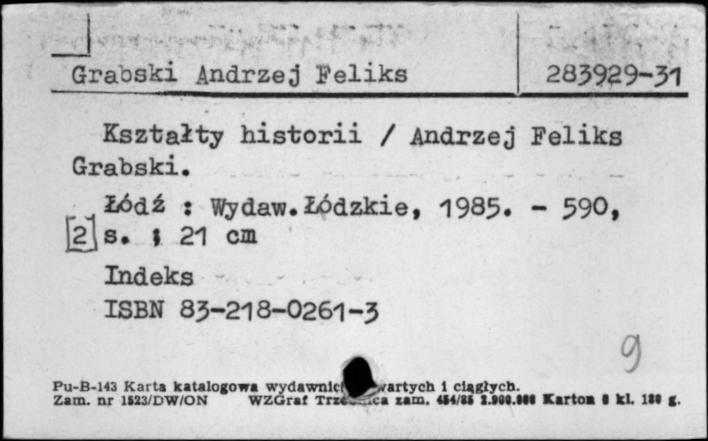 Grabski Andrzej Feliks 283929-31
Kształty historii / Andrzej Feliks
Grabski.
Łódź : Wydaw.Łódzkie, 1985. - 590,
[2] s. ; 21 cm
Indeks
ISBN 83-218-0261-3
9
Pu-B-143 Karta katalogowa wydawnic wartych i ciągłych.
Zam. nr 1523/DW/ON WZGraf zam. Karton kl. g.